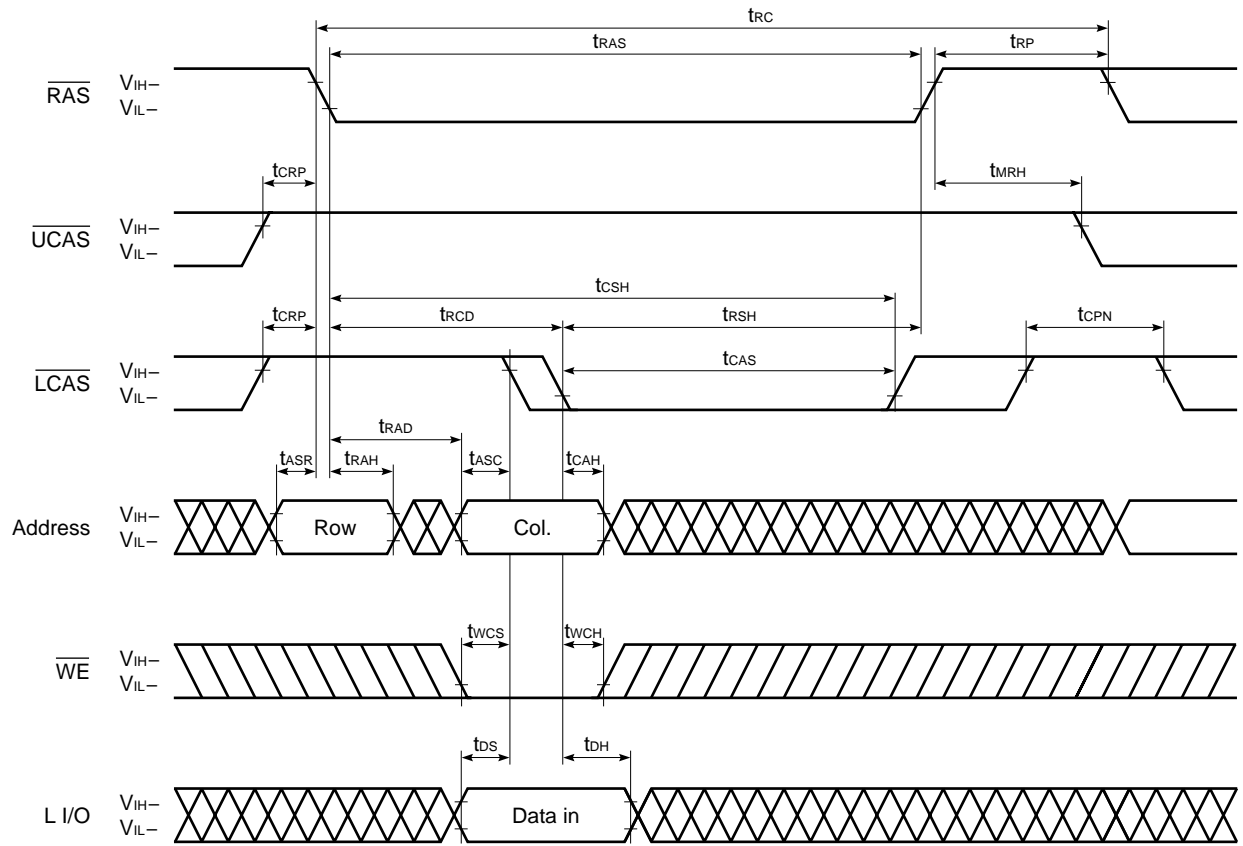 tRC
tRAS
tRP
RAS
VIH–
VIL–
tCRP
tMRH
UCAS
VIH–
VIL–
tCSH
tCRP
tRCD
tRSH
tCPN
LCAS
VIH–
VIL–
tCAS
tRAD
tASR
tRAH
tASC
tCAH
Address
VIH–
VIL–
Row
Col.
tWCS
tWCH
WE
VIH–
VIL–
tDS
tDH
L I/O
VIH–
VIL–
Data in